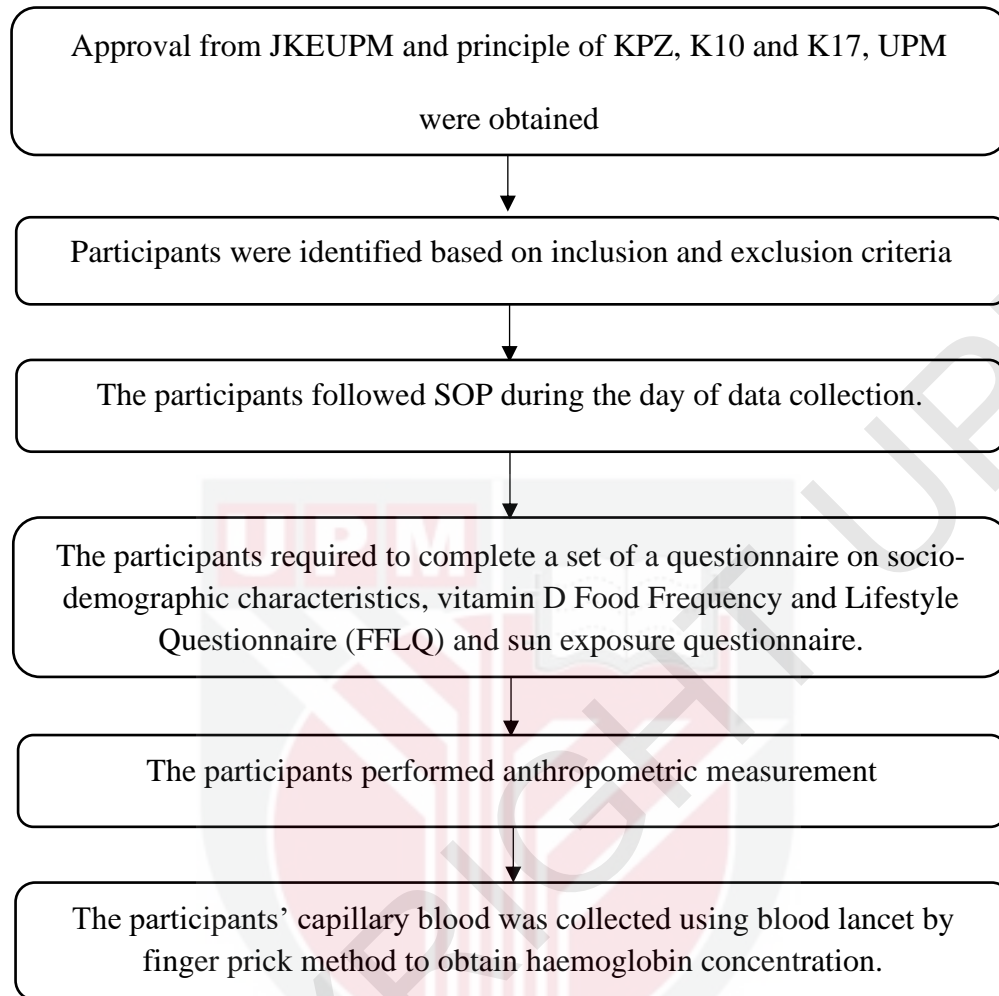 Approval from JKEUPM and principle of KPZ, K10 and K17, UPM
were obtained
Participants were identified based on inclusion and exclusion criteria
The participants followed SOP during the day of data collection.
The participants required to complete a set of a questionnaire on socio-
demographic characteristics, vitamin D Food Frequency and Lifestyle
Questionnaire (FFLQ) and sun exposure questionnaire.
The participants performed anthropometric measurement
The participants’ capillary blood was collected using blood lancet by
finger prick method to obtain haemoglobin concentration.
UPM